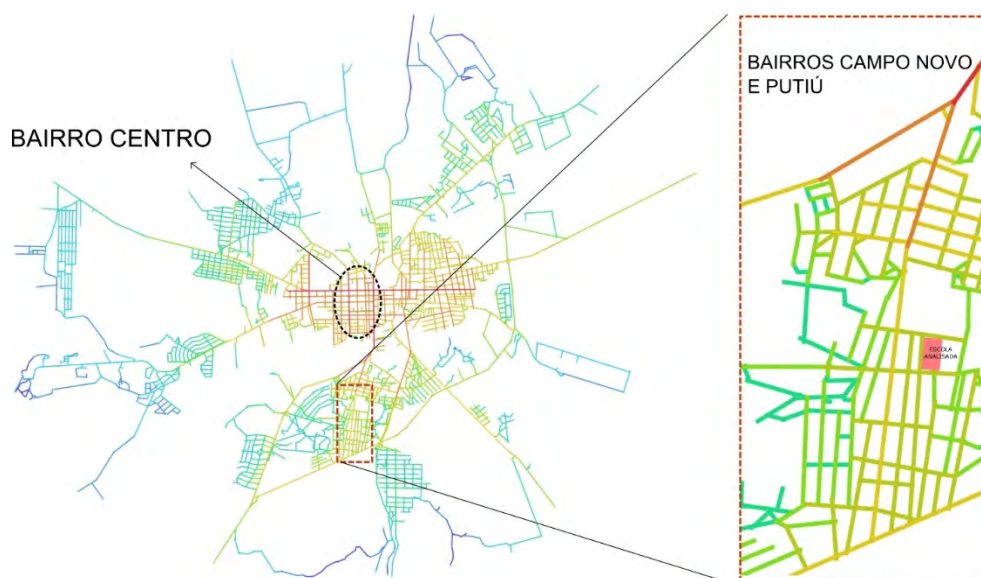 BAIRRO CENTRO
BAIRROS CAMPO NOVO
E PUTIÚ
ESCOLA
ANALISADA